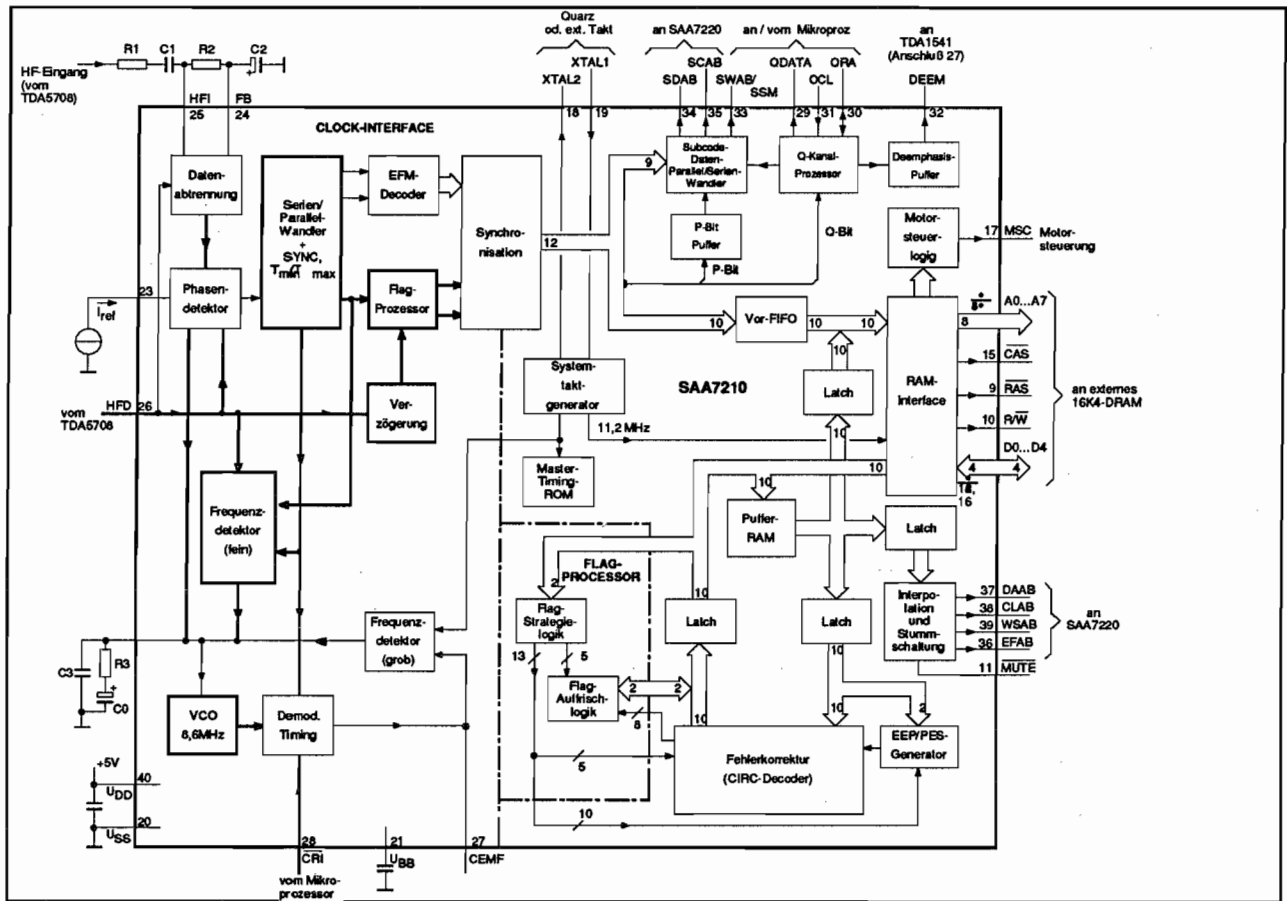 Quarz
od. ext. Takt
an SAA7220
an / vom Mikroproz
an
TDA1541
(Anschluß 27)
R1
C1
R2
C2
HF-Eingang
(vom
TDA5708)
XTAL2
XTAL1
SDAB
SCAB
SWAB/
SSM
QDATA
OCL
ORA
DEEM
HFI
FB
25
24
18
19
34
35
33
29
31
30
32
CLOCK-INTERFACE
Daten-
abtrennung
Serien/
Parallel-
Wandler
+
SYNC,
EFM-
Decoder
Synchro-
nisation
9
Subcode-
Daten-
Parallel/Serien-
Wandler
Q-Kanal-
Prozessor
Deemphasis-
Puffer
12
P-Bit
Puffer
P-Bit
Q-Bit
Motor-
steuer-
logig
17
MSC
Motor-
steuerung
23
Iref
Phasen-
detektor
Flag-
Prozessor
10
Vor-FIFO
10
10
8
A0...A7
10
System-
takt-
generator
SAA7210
Latch
RAM-
Interface
15
CAS
9
RAS
10
R/W
an externes
16K4-DRAM
HFD
26
vom
TDA5708
Ver-
zögerung
10
11,2 MHz
D0...D4
Master-
Timing-
ROM
10
4
4
16
Frequenz-
detektor
(fein)
10
Puffer-
RAM
Latch
FLAG-
PROCESSOR
2
10
10
Flag-
Strategie-
logik
Latch
Latch
Interpo-
lation
und
Stumm-
schaltung
37
DAAB
38
CLAB
39
WSAB
36
EFAB
an
SAA7220
11
MUTE
Frequenz-
detektor
(grob)
C3
R3
C0
13
5
Flag-
Auffrisch-
logik
2
2
10
8
10
2
VCO
8,6MHz
Demod.
Timing
Fehlerkorrektur
(CIRC-Decoder)
EEP/PES-
Generator
5
10
+5V
40
UDD
20
USS
28
CRI
21
UBB
27
CEMF
vom Mikro-
prozessor